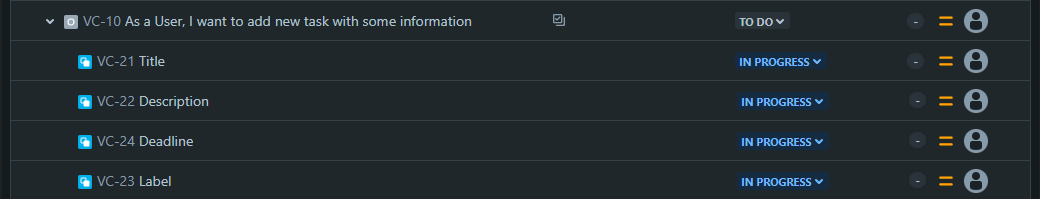 VC-10 As a User, I want to add new task with some information TO DO -
VC-21 Title IN PROGRESS -
VC-22 Description IN PROGRESS -
VC-24 Deadline IN PROGRESS -
VC-23 Label IN PROGRESS -